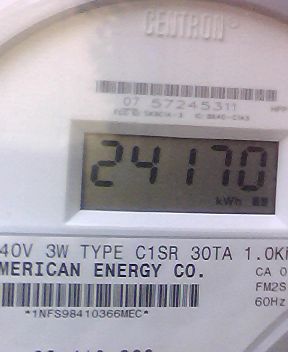 CENTRON
07 57245311
24170
kWh
40V 3W TYPE C1SR 30TA 1.0K
MERICAN ENERGY CO.
CA 0
FM2S
60Hz
*1NFS98410366MEC*